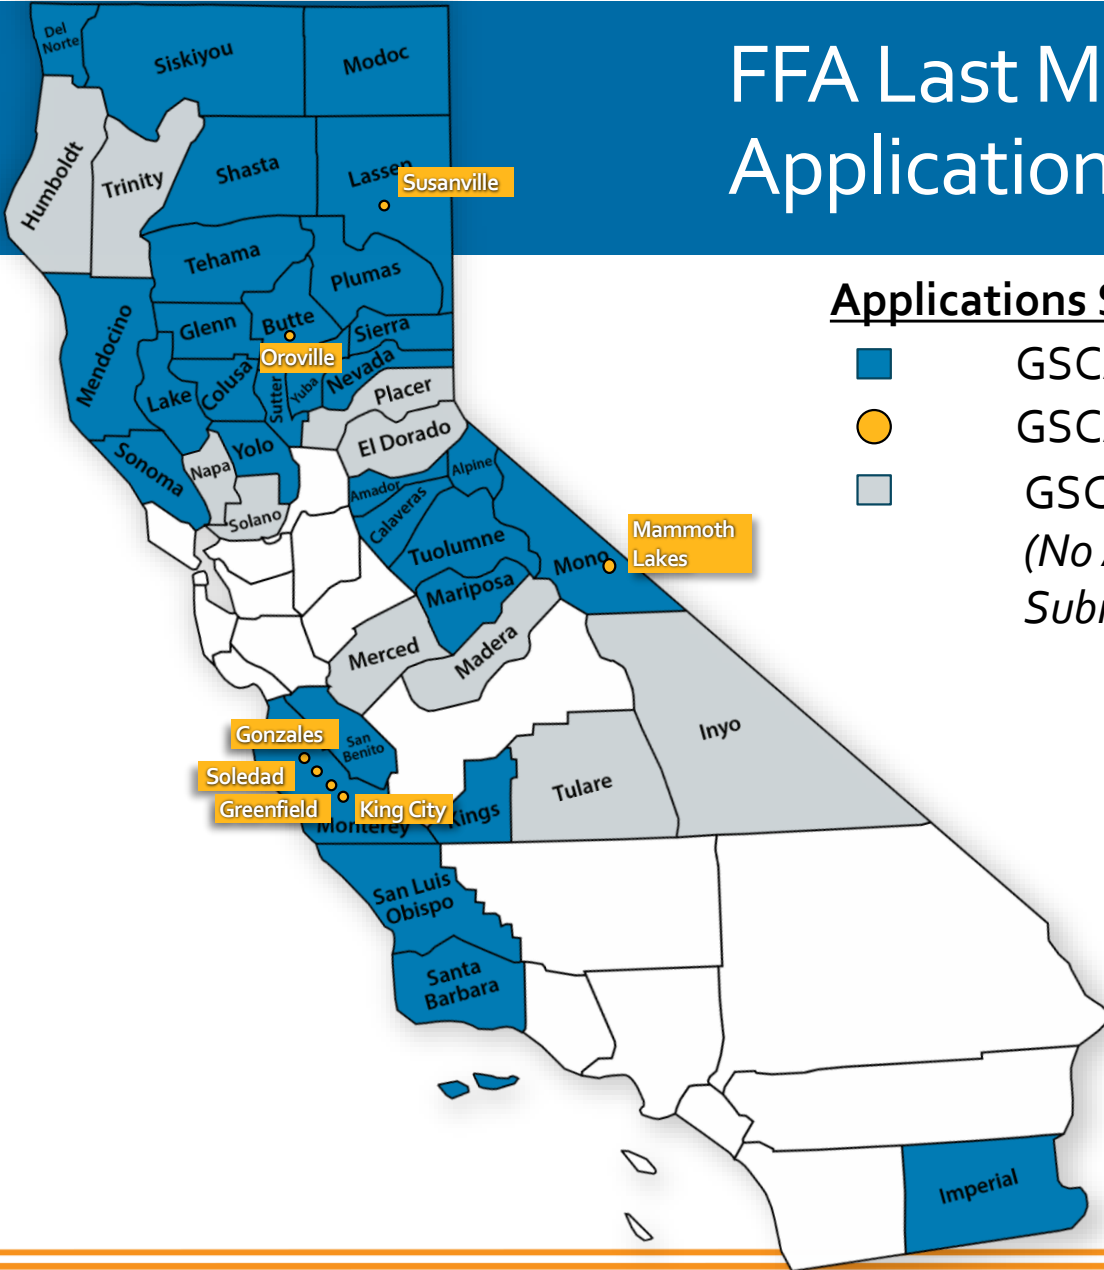 FFA Last M
Application
Applications S
GSCA
GSCA
GSC
(No A
Subm
Del
Norte
Siskiyou
Modoc
Humboldt
Trinity
Shasta
Lassen
Susanville
Tehama
Plumas
Mendocino
Glenn
Butte
Sierra
Oroville
Lake
Colusa
Sutter
Yuba
Nevada
Placer
El Dorado
Sonoma
Napa
Yolo
Solano
Amador
Alpine
Calaveras
Tuolumne
Mono
Mammoth
Lakes
Mariposa
Merced
Madera
Inyo
Gonzales
San
Benito
Soledad
Greenfield
King City
Monterey
Kings
Tulare
San Luis
Obispo
Santa
Barbara
Imperial